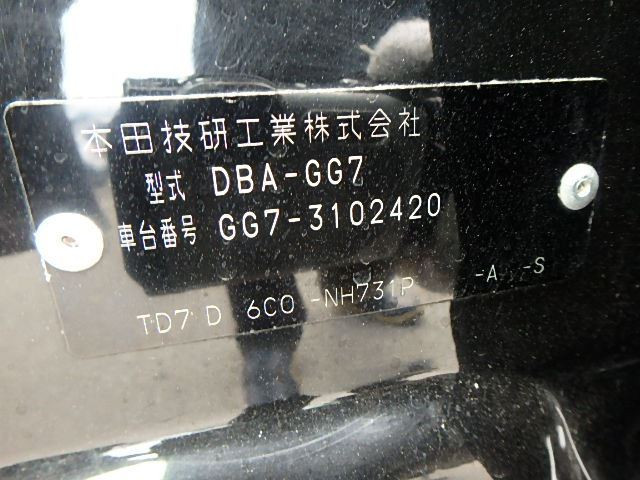 本田技研工業株式会社
型式 DBA-GG7
車台番号 GG7-3102420
TD7 D 6CO -NH731P -A -S